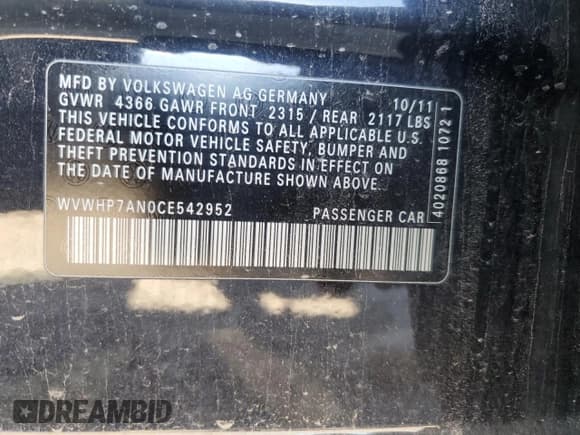 MFD BY VOLKSWAGEN AG GERMANY 10/11
GVWR 4366 GAWR FRONT 2315 / REAR 2117 LBS
THIS VEHICLE CONFORMS TO ALL APPLICABLE U.S.
FEDERAL MOTOR VEHICLE SAFETY, BUMPER AND
THEFT PREVENTION STANDARDS IN EFFECT ON
THE DATE OF MANUFACTURE SHOWN ABOVE.
WVWHP7AN0CE542952 PASSENGER CAR
4020868 1072 1
DREAMBID